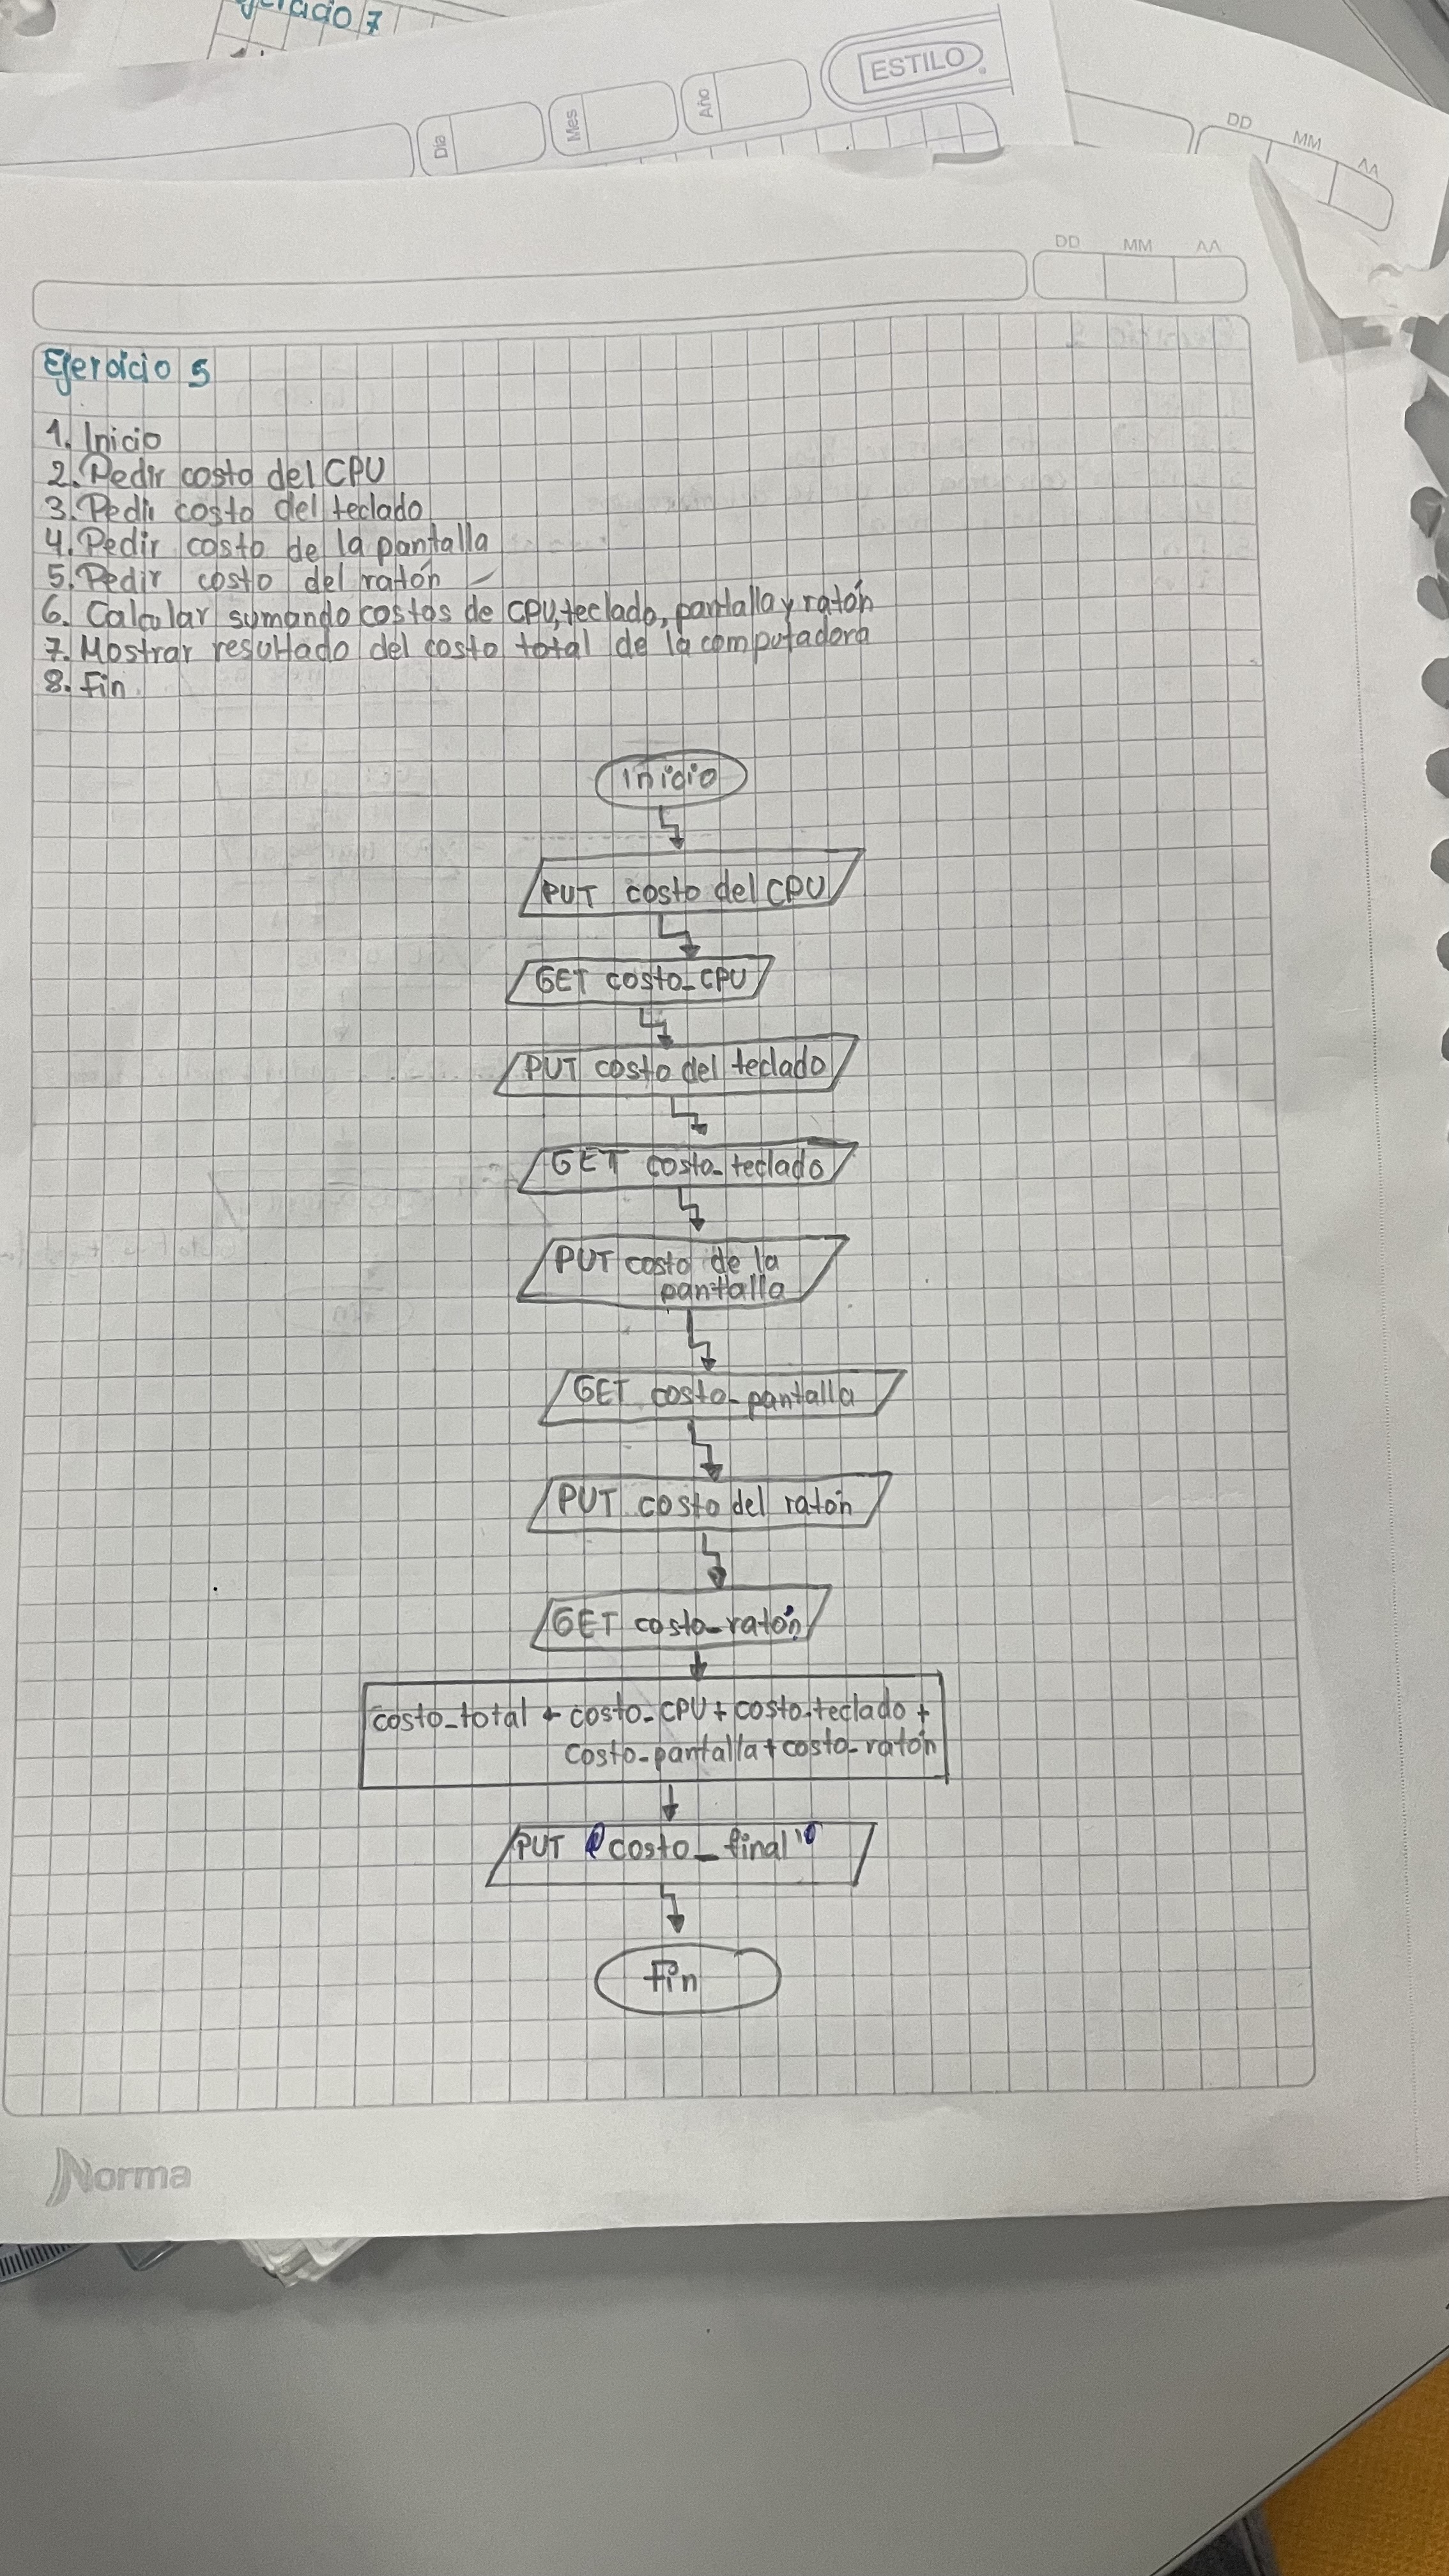 Ejercicio 7
Día
Mes
Año
ESTILO
DD
MM
AA
DD
MM
AA
Ejercicio 5
1. Inicio
2. Pedir costo del CPU
3. Pedir costo del teclado
4. Pedir costo de la pantalla
5. Pedir costo del ratón
6. Calcular sumando costos de CPU, teclado, pantalla y ratón
7. Mostrar resultado del costo total de la computadora
8. Fin
Inicio
PUT costo del CPU
GET costo_CPU
PUT costo del teclado
GET costo_teclado
PUT costo de la
pantalla
GET costo_pantalla
PUT costo del ratón
GET costo_ratón
costo_total ← costo_CPU + costo_teclado +
costo_pantalla + costo_ratón
PUT "costo_final"
Fin
Norma